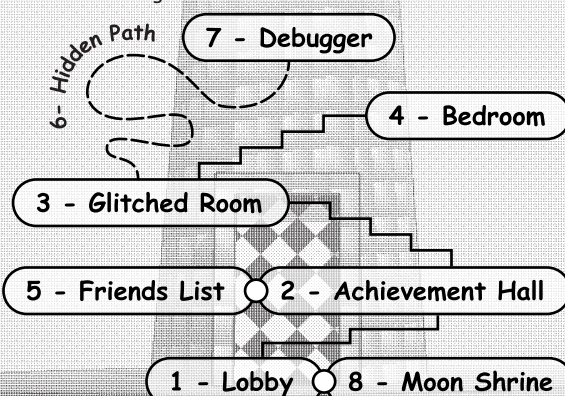 7 - Debugger
6- Hidden Path
4 - Bedroom
3 - Glitched Room
5 - Friends List
2 - Achievement Hall
1 - Lobby
8 - Moon Shrine